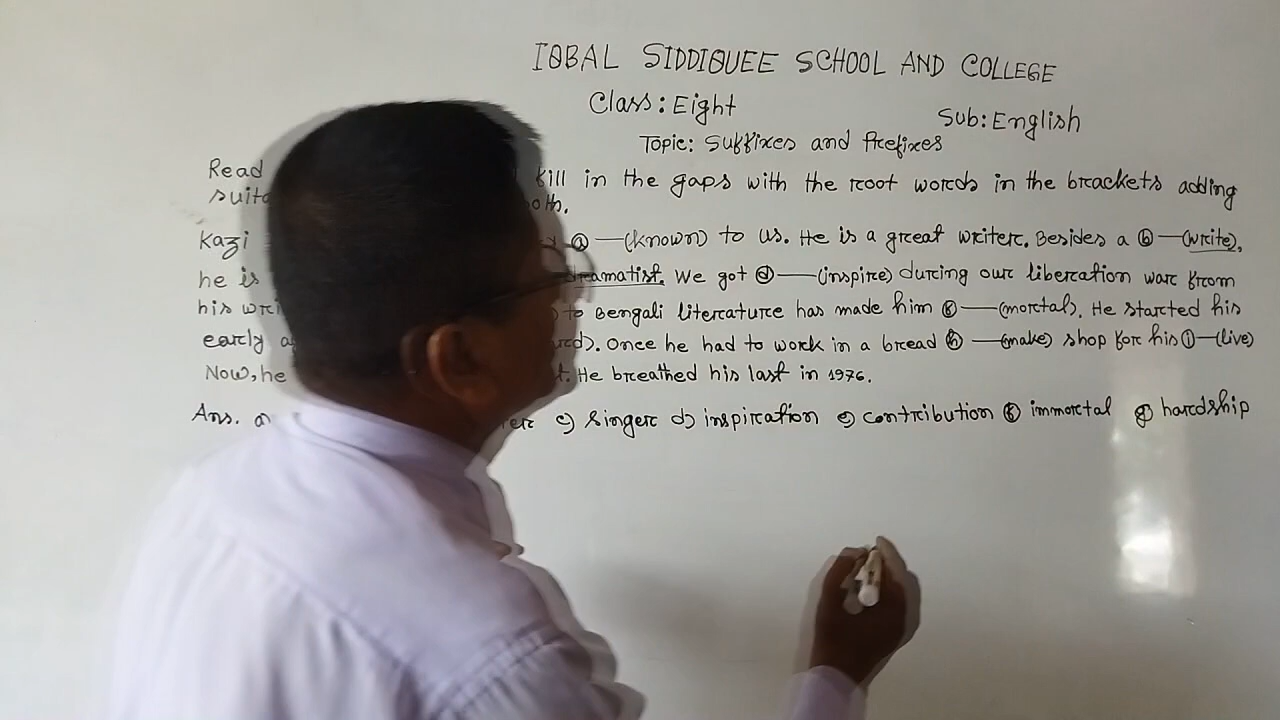 IQBAL SIDDIQUEE SCHOOL AND COLLEGE
Class: Eight Sub: English
Topic: Suffixes and Prefixes
Read fill in the gaps with the root words in the brackets adding
Kazi ⓐ —(known) to us. He is a great writer. Besides a ⓑ —(write),
he is dramatist. We got ⓓ —(inspire) during our liberation war from
his to Bengali literature has made him ⓕ —(mortal). He started his
early Once he had to work in a bread ⓗ —(make) shop for his ⓘ —(live)
Now, he He breathed his last in 1976.
Ans. c) singer d) inspiration e) contribution ⓕ immortal g) hardship